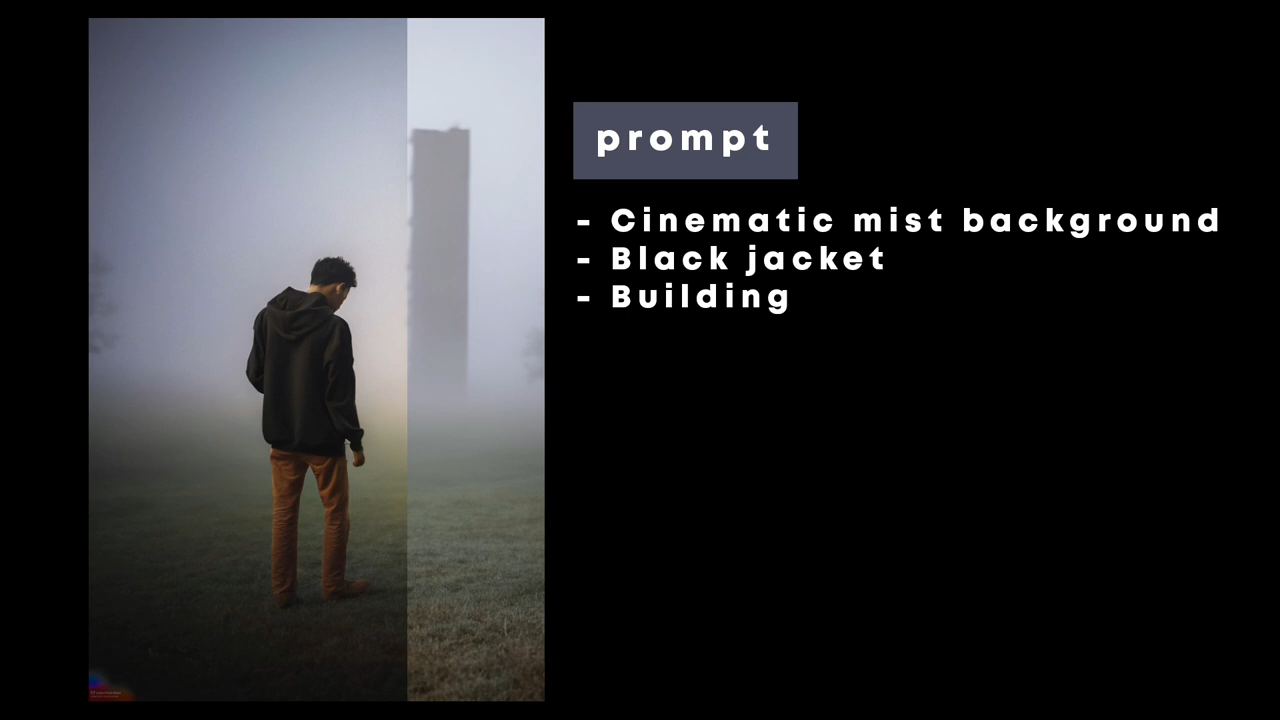 prompt
- Cinematic mist background
- Black jacket
- Building